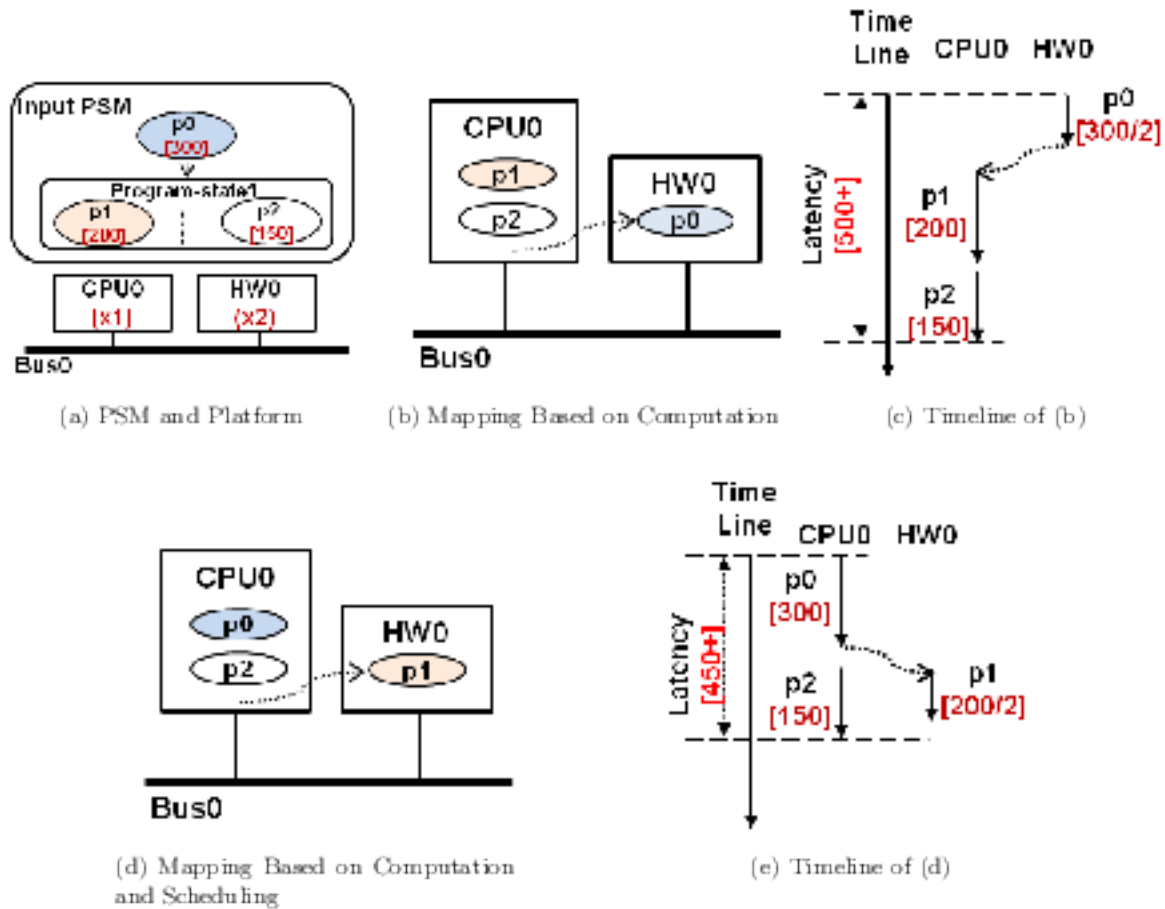 Input PSM
p0
[300]
Program-state1
p1
[200]
p2
[150]
CPU0
(x1)
HW0
(x2)
Bus0
(a) PSM and Platform
CPU0
p1
p2
HW0
p0
Bus0
(b) Mapping Based on Computation
Time
Line
CPU0
HW0
p0
[300/2]
Latency
[500+]
p1
[200]
p2
[150]
(c) Timeline of (b)
CPU0
p0
p2
HW0
p1
Bus0
(d) Mapping Based on Computation
and Scheduling
Time
Line
CPU0
HW0
p0
[300]
Latency
[450+]
p2
[150]
p1
[200/2]
(e) Timeline of (d)